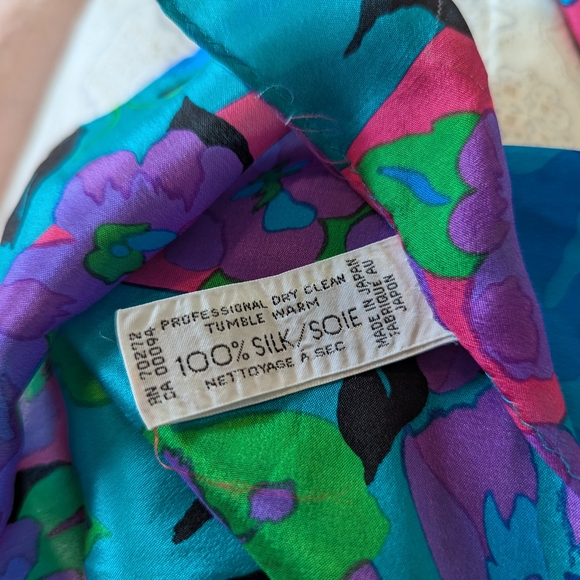 RN 70272
CA 00094
PROFESSIONAL DRY CLEAN
TUMBLE WARM
100% SILK/SOIE
NETTOYAGE À SEC
MADE IN JAPAN
FABRIQUE AU
JAPON